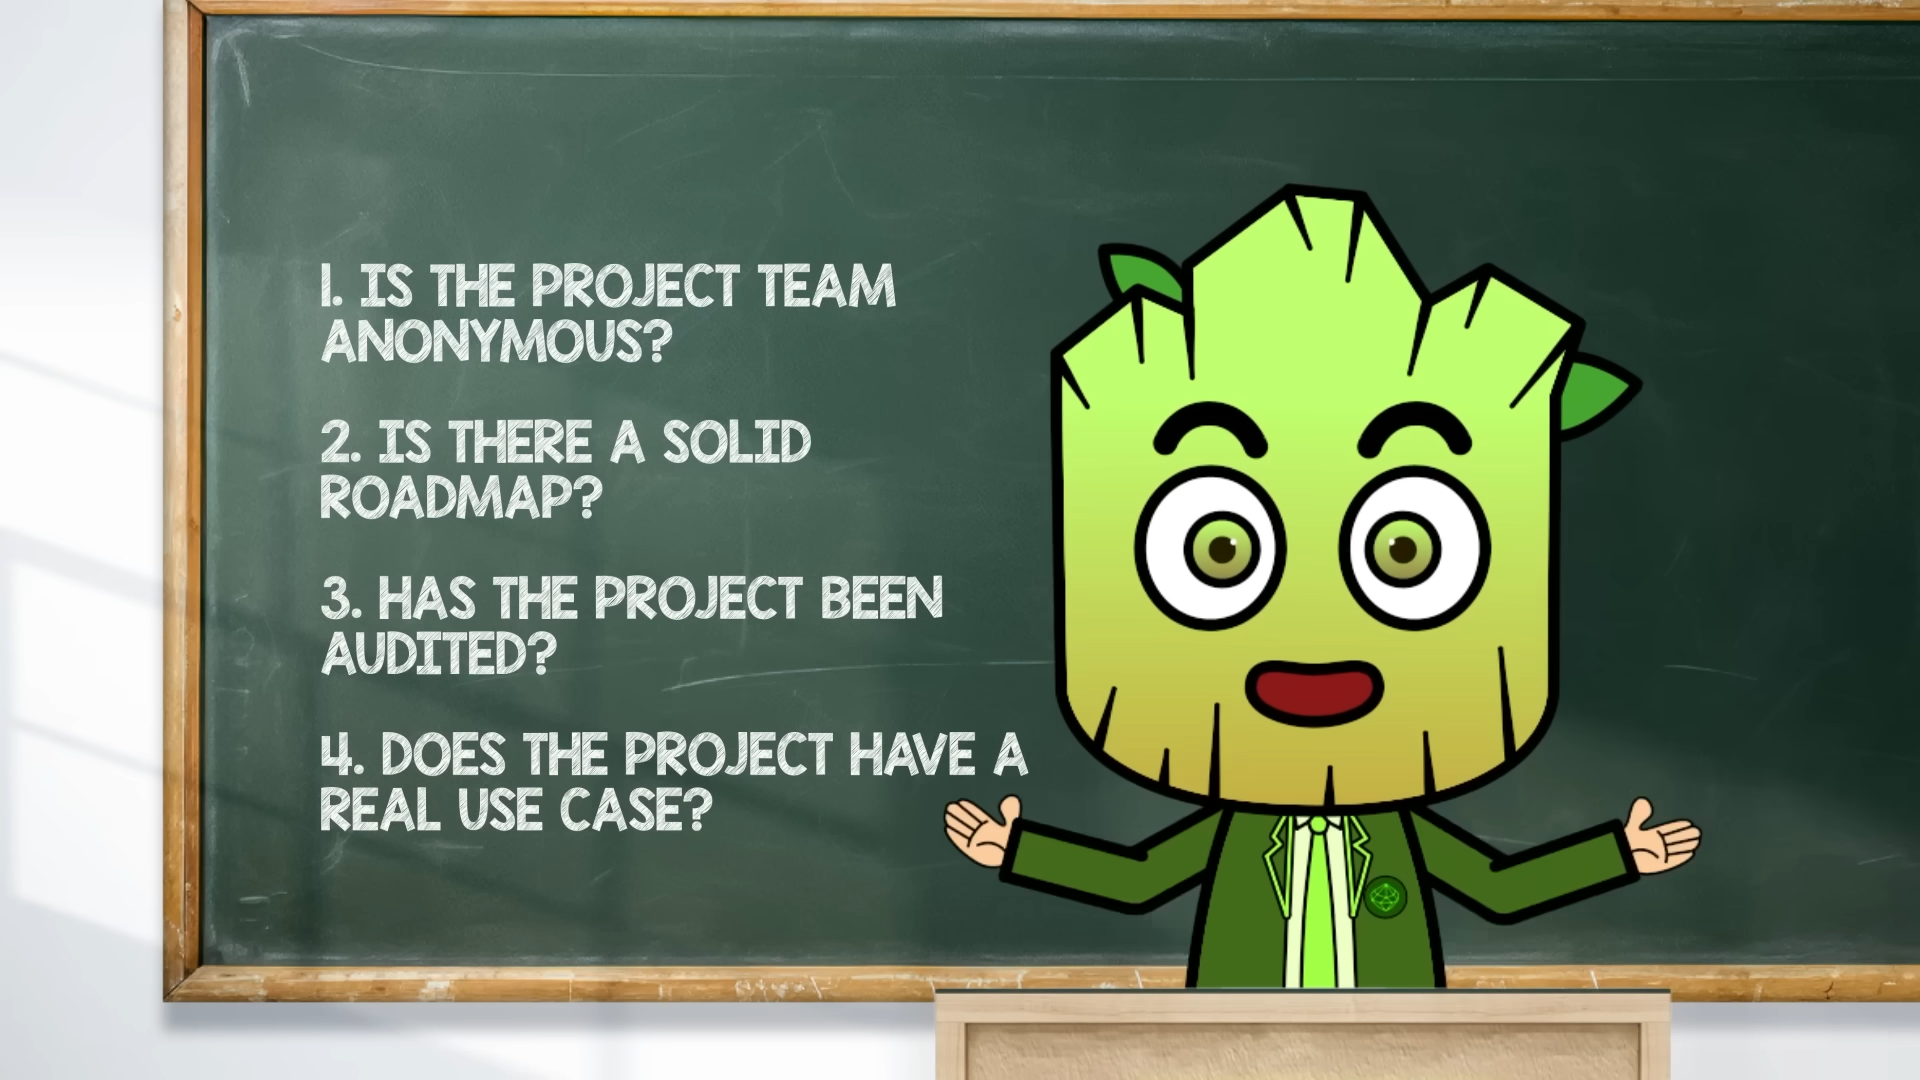 1. IS THE PROJECT TEAM
ANONYMOUS?
2. IS THERE A SOLID
ROADMAP?
3. HAS THE PROJECT BEEN
AUDITED?
4. DOES THE PROJECT HAVE A
REAL USE CASE?